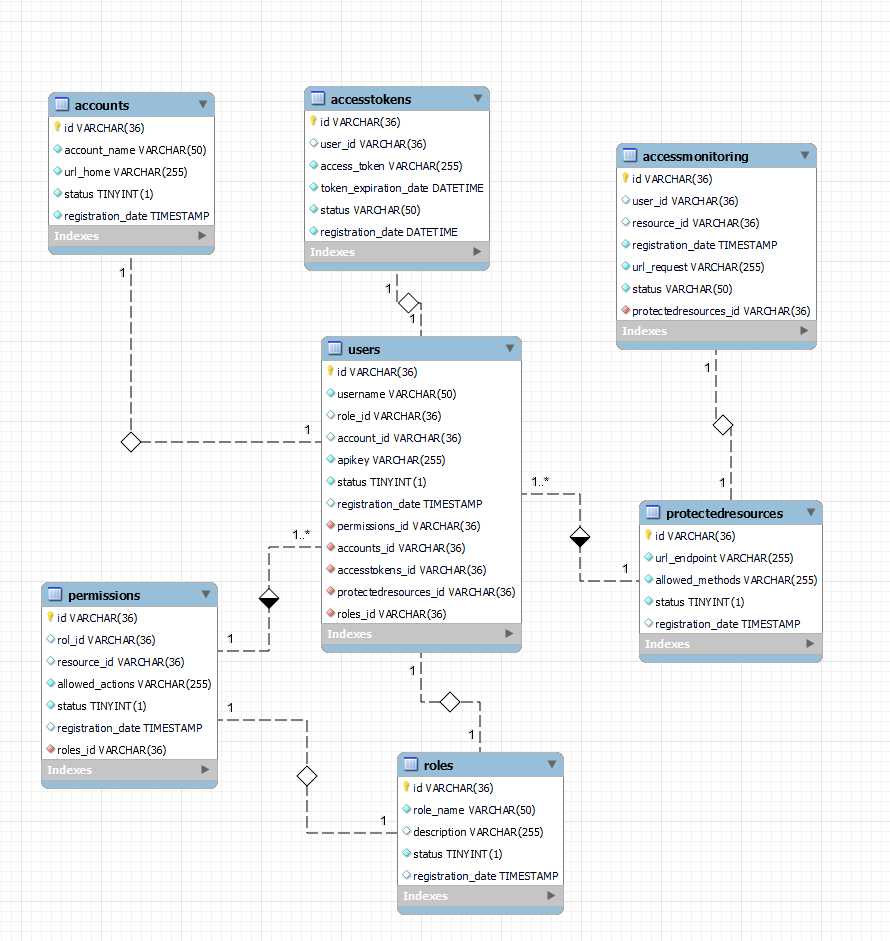 accounts
id VARCHAR(36)
account_name VARCHAR(50)
url_home VARCHAR(255)
status TINYINT(1)
registration_date TIMESTAMP
Indexes
accesstokens
id VARCHAR(36)
user_id VARCHAR(36)
access_token VARCHAR(255)
token_expiration_date DATETIME
status VARCHAR(50)
registration_date DATETIME
Indexes
accessmonitoring
id VARCHAR(36)
user_id VARCHAR(36)
resource_id VARCHAR(36)
registration_date TIMESTAMP
url_request VARCHAR(255)
status VARCHAR(50)
protectedresources_id VARCHAR(36)
Indexes
1
1
1
1
users
id VARCHAR(36)
username VARCHAR(50)
role_id VARCHAR(36)
account_id VARCHAR(36)
apikey VARCHAR(255)
status TINYINT(1)
registration_date TIMESTAMP
permissions_id VARCHAR(36)
accounts_id VARCHAR(36)
accesstokens_id VARCHAR(36)
protectedresources_id VARCHAR(36)
roles_id VARCHAR(36)
Indexes
1
1
1..*
1..*
1
1
protectedresources
id VARCHAR(36)
url_endpoint VARCHAR(255)
allowed_methods VARCHAR(255)
status TINYINT(1)
registration_date TIMESTAMP
Indexes
permissions
id VARCHAR(36)
rol_id VARCHAR(36)
resource_id VARCHAR(36)
allowed_actions VARCHAR(255)
status TINYINT(1)
registration_date TIMESTAMP
roles_id VARCHAR(36)
Indexes
1
1
1
1
roles
id VARCHAR(36)
role_name VARCHAR(50)
description VARCHAR(255)
status TINYINT(1)
registration_date TIMESTAMP
Indexes